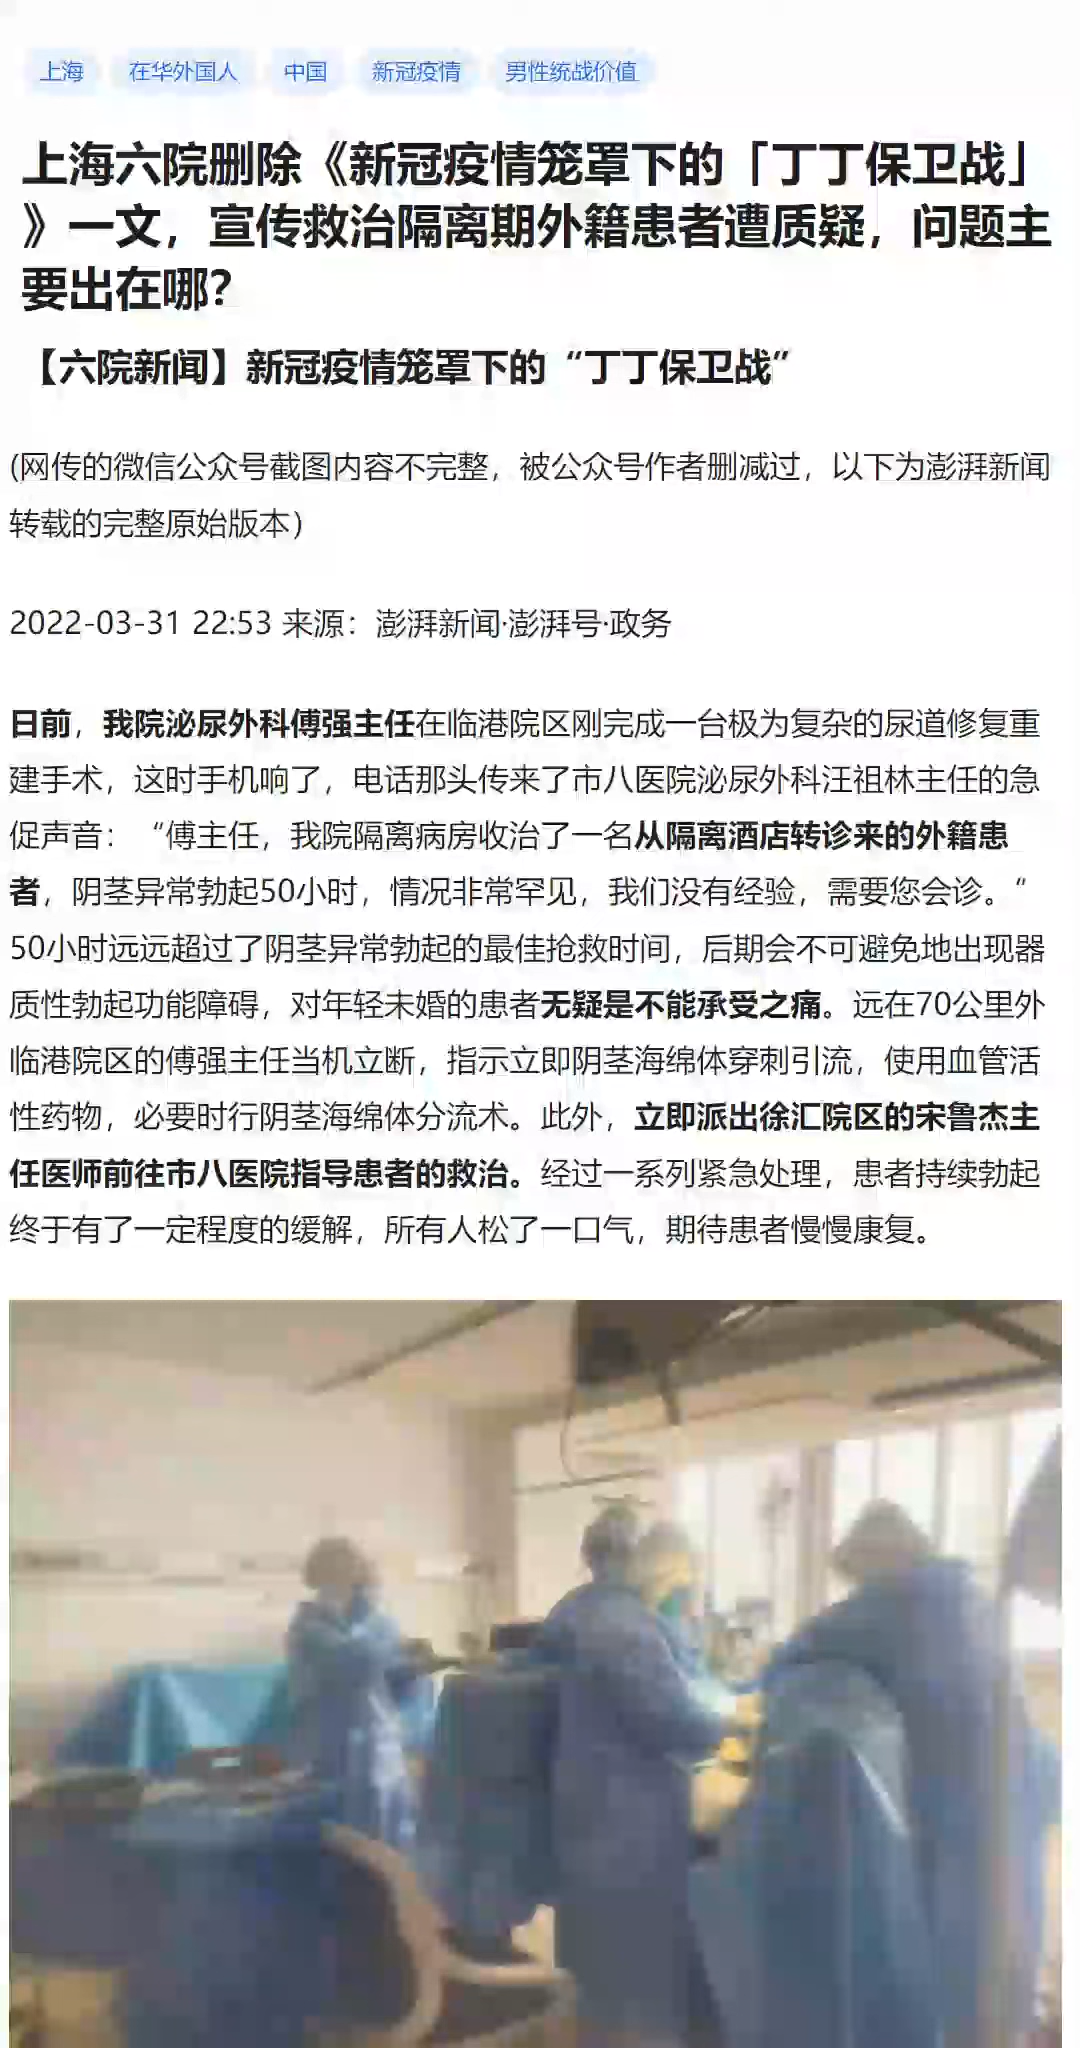 上海 在华外国人 中国 新冠疫情 男性统战价值
上海六院删除《新冠疫情笼罩下的「丁丁保卫战」
》一文，宣传救治隔离期外籍患者遭质疑，问题主
要出在哪？
【六院新闻】新冠疫情笼罩下的“丁丁保卫战”
(网传的微信公众号截图内容不完整，被公众号作者删减过，以下为澎湃新闻
转载的完整原始版本）
2022-03-31 22:53 来源：澎湃新闻·澎湃号·政务
日前，我院泌尿外科傅强主任在临港院区刚完成一台极为复杂的尿道修复重
建手术，这时手机响了，电话那头传来了市八医院泌尿外科汪祖林主任的急
促声音：“傅主任，我院隔离病房收治了一名从隔离酒店转诊来的外籍患
者，阴茎异常勃起50小时，情况非常罕见，我们没有经验，需要您会诊。“
50小时远远超过了阴茎异常勃起的最佳抢救时间，后期会不可避免地出现器
质性勃起功能障碍，对年轻未婚的患者无疑是不能承受之痛。远在70公里外
临港院区的傅强主任当机立断，指示立即阴茎海绵体穿刺引流，使用血管活
性药物，必要时行阴茎海绵体分流术。此外，立即派出徐汇院区的宋鲁杰主
任医师前往市八医院指导患者的救治。经过一系列紧急处理，患者持续勃起
终于有了一定程度的缓解，所有人松了一口气，期待患者慢慢康复。